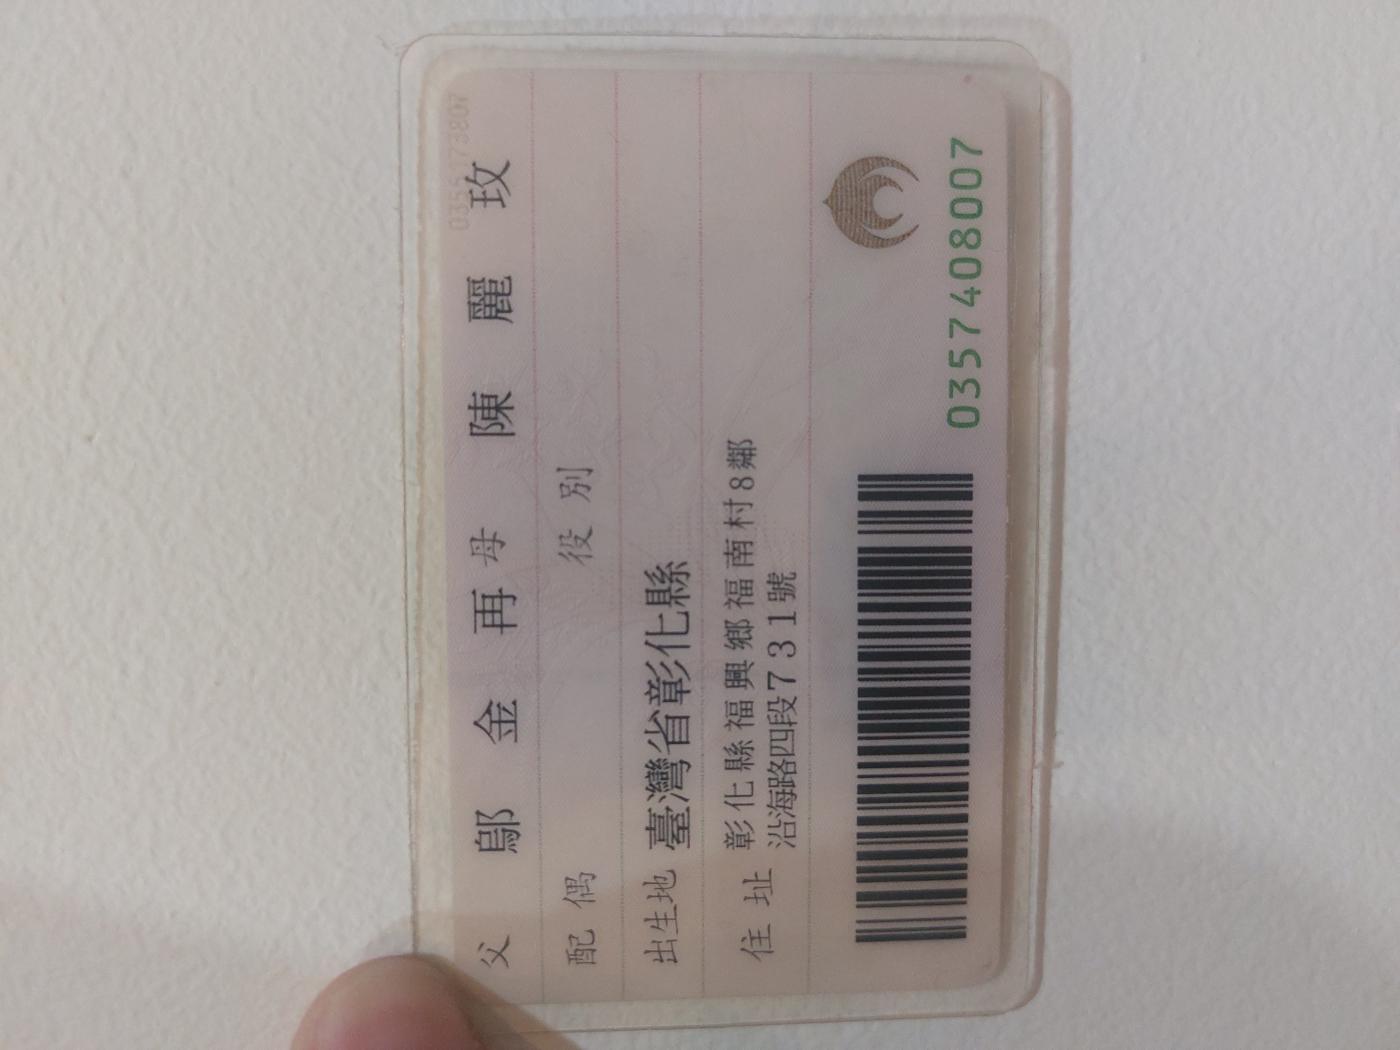 父 鄔金再 母 陳麗玫
配偶 役別
出生地 臺灣省彰化縣
住址 彰化縣福興鄉福南村8鄰
沿海路四段731號
0357408007